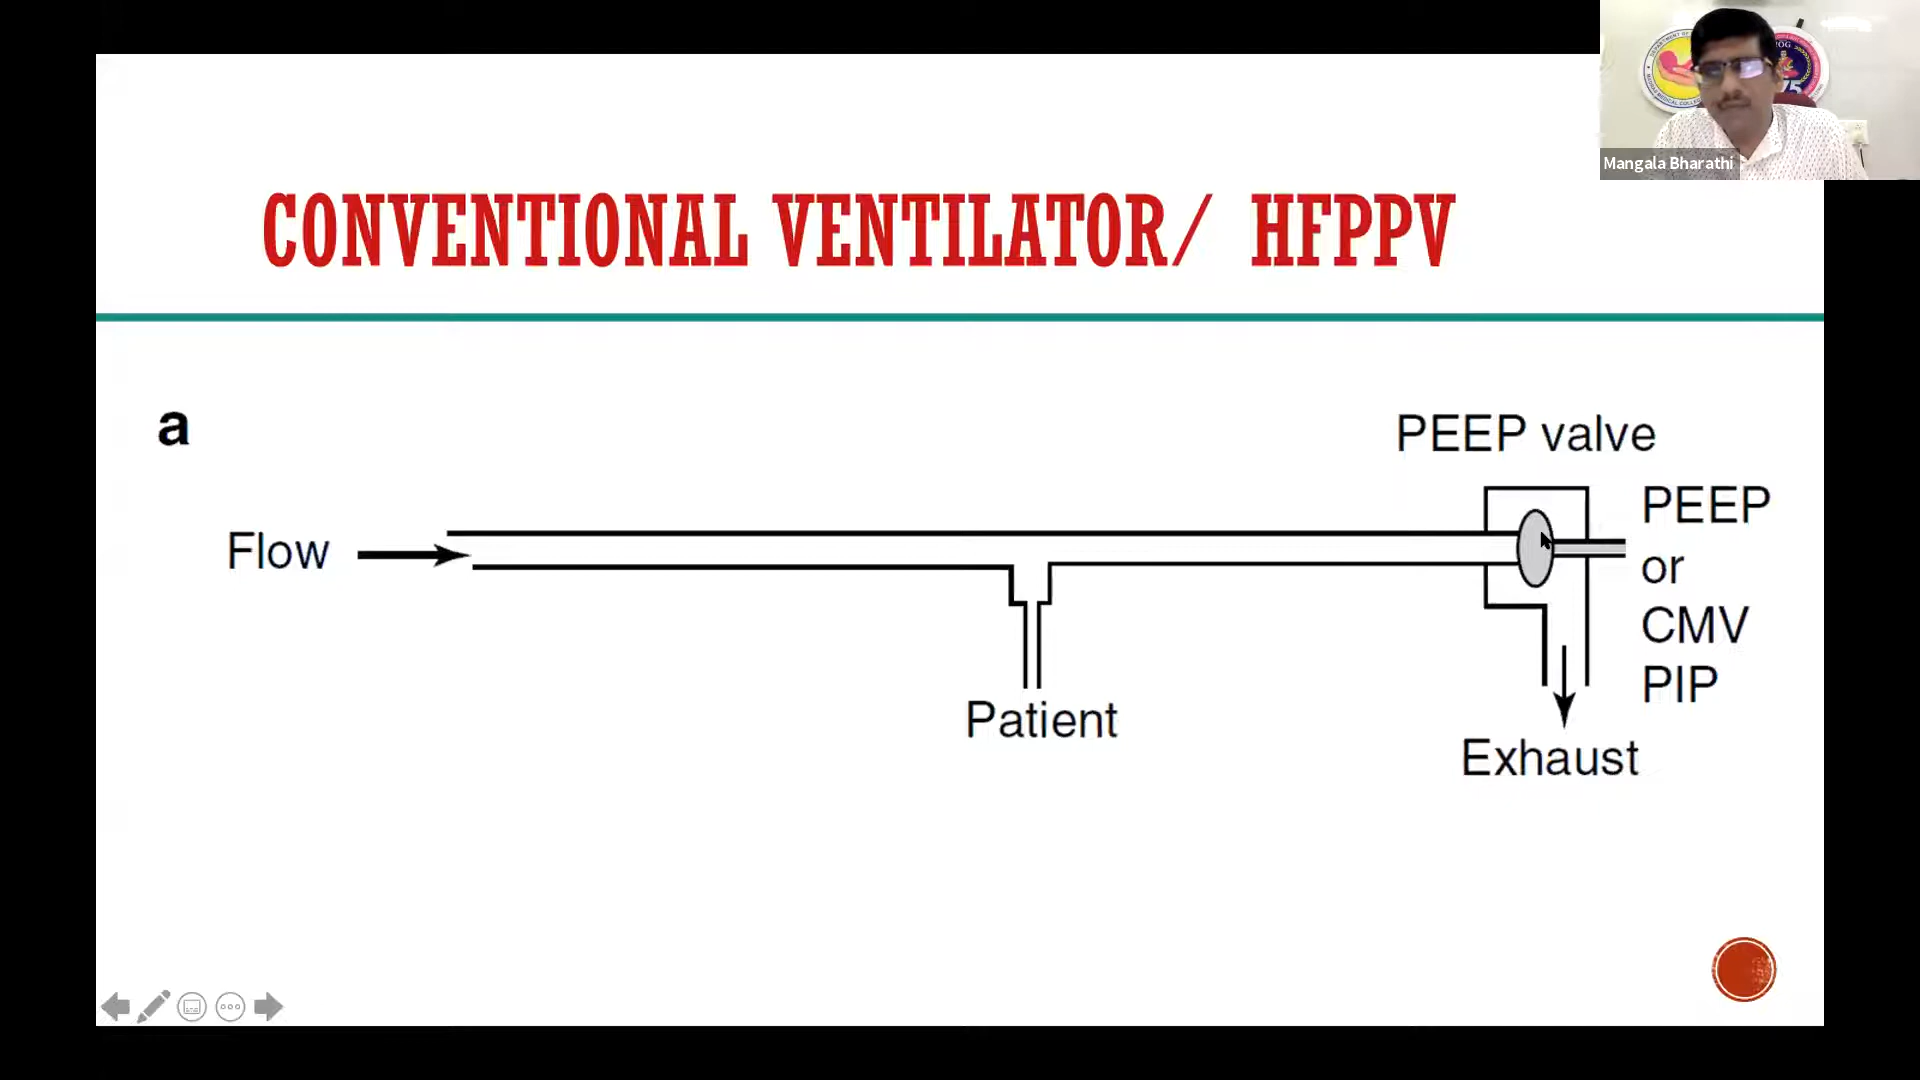 Mangala Bharathi
CONVENTIONAL VENTILATOR/ HFPPV
a
PEEP valve
Flow
PEEP
or
CMV
PIP
Patient
Exhaust